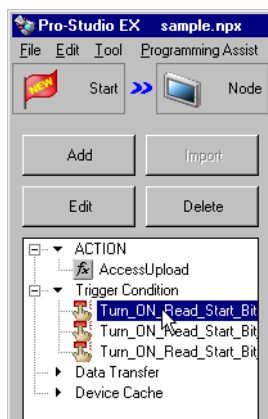 Pro-Studio EX sample.npx
File Edit Tool Programming Assist
NEW Start Node
Add Import
Edit Delete
ACTION
fx AccessUpload
Trigger Condition
Turn_ON_Read_Start_Bit
Turn_ON_Read_Start_Bit
Turn_ON_Read_Start_Bit
Data Transfer
Device Cache